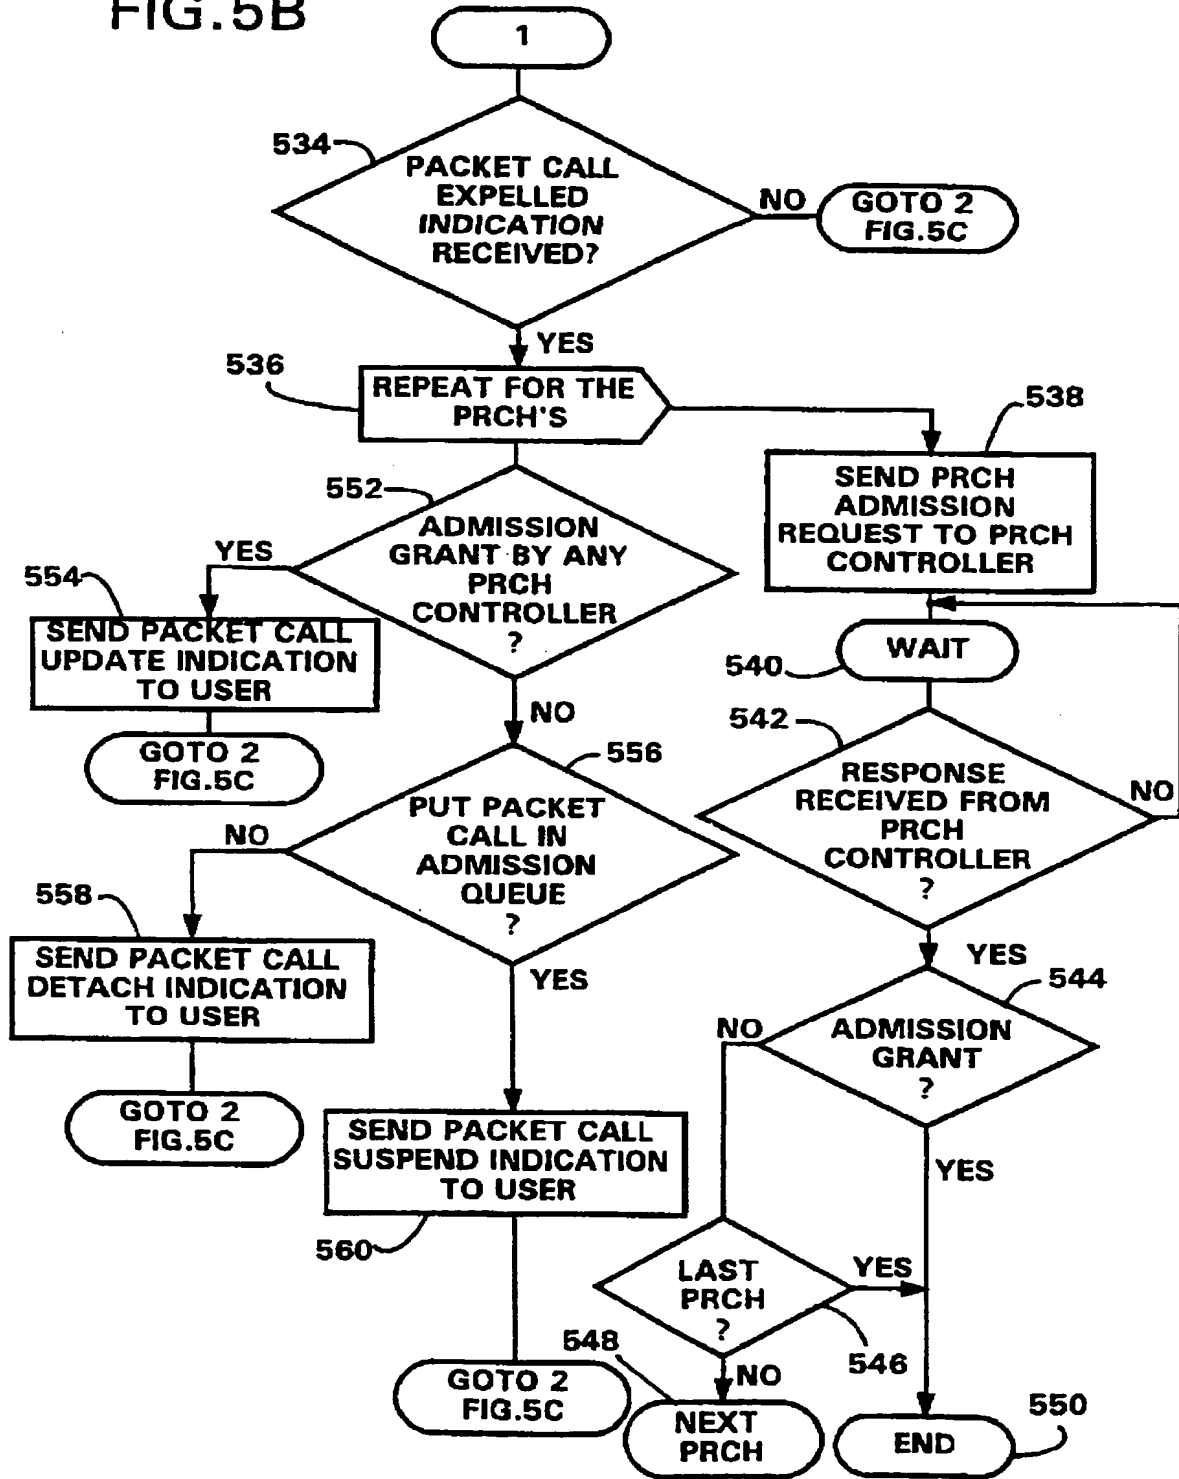 FIG.5B
1
534
PACKET CALL
EXPELLED
INDICATION
RECEIVED?
NO
GOTO 2
FIG.5C
YES
536
REPEAT FOR THE
PRCH'S
538
SEND PRCH
ADMISSION
REQUEST TO PRCH
CONTROLLER
552
ADMISSION
GRANT BY ANY
PRCH
CONTROLLER
?
YES
554
SEND PACKET CALL
UPDATE INDICATION
TO USER
GOTO 2
FIG.5C
NO
WAIT
540
542
RESPONSE
RECEIVED FROM
PRCH
CONTROLLER
?
NO
556
PUT PACKET
CALL IN
ADMISSION
QUEUE
?
NO
558
SEND PACKET CALL
DETACH INDICATION
TO USER
GOTO 2
FIG.5C
YES
YES
544
ADMISSION
GRANT
?
NO
YES
SEND PACKET CALL
SUSPEND INDICATION
TO USER
560
GOTO 2
FIG.5C
LAST
PRCH
?
YES
546
548
NO
NEXT
PRCH
END
550